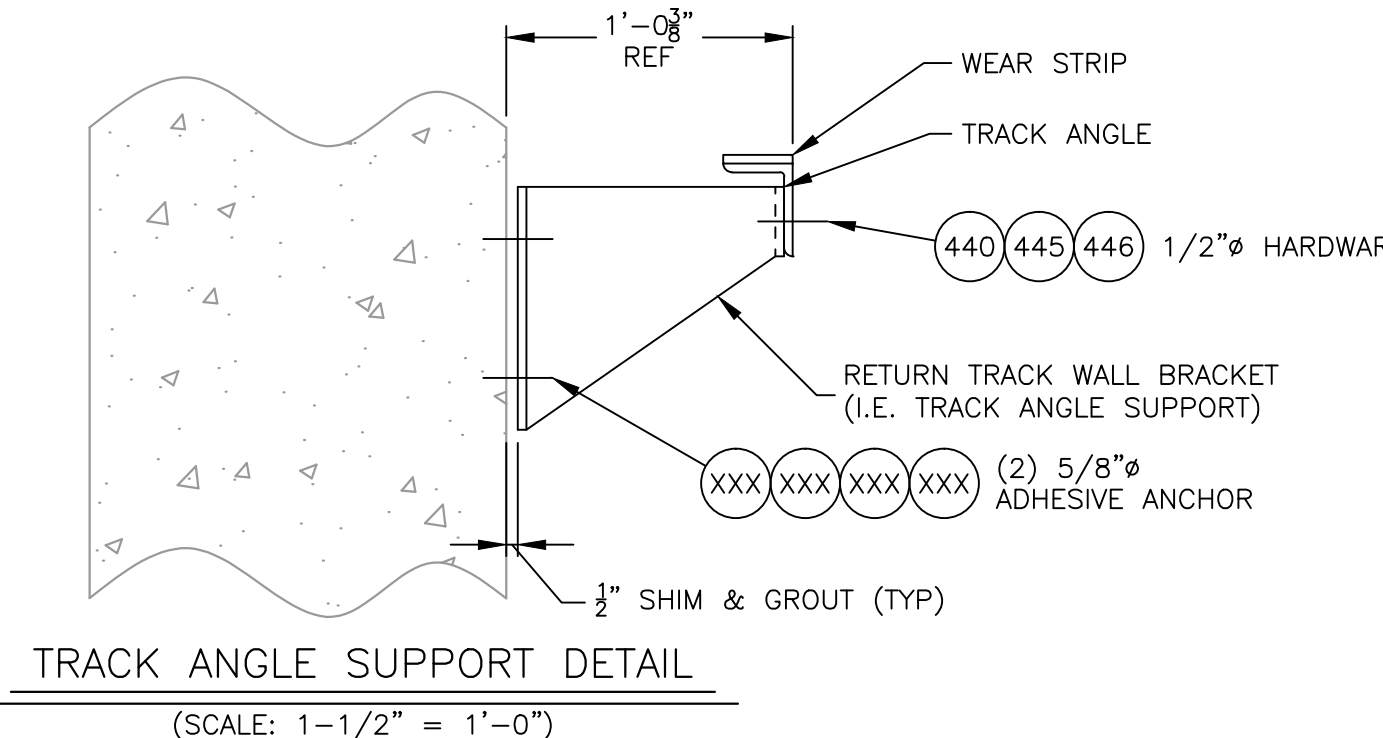 1'-0 3/8"
REF
WEAR STRIP
TRACK ANGLE
440 445 446 1/2"ø HARDWAR
RETURN TRACK WALL BRACKET
(I.E. TRACK ANGLE SUPPORT)
XXX XXX XXX XXX (2) 5/8"ø
ADHESIVE ANCHOR
1/2" SHIM & GROUT (TYP)
TRACK ANGLE SUPPORT DETAIL
(SCALE: 1-1/2" = 1'-0")